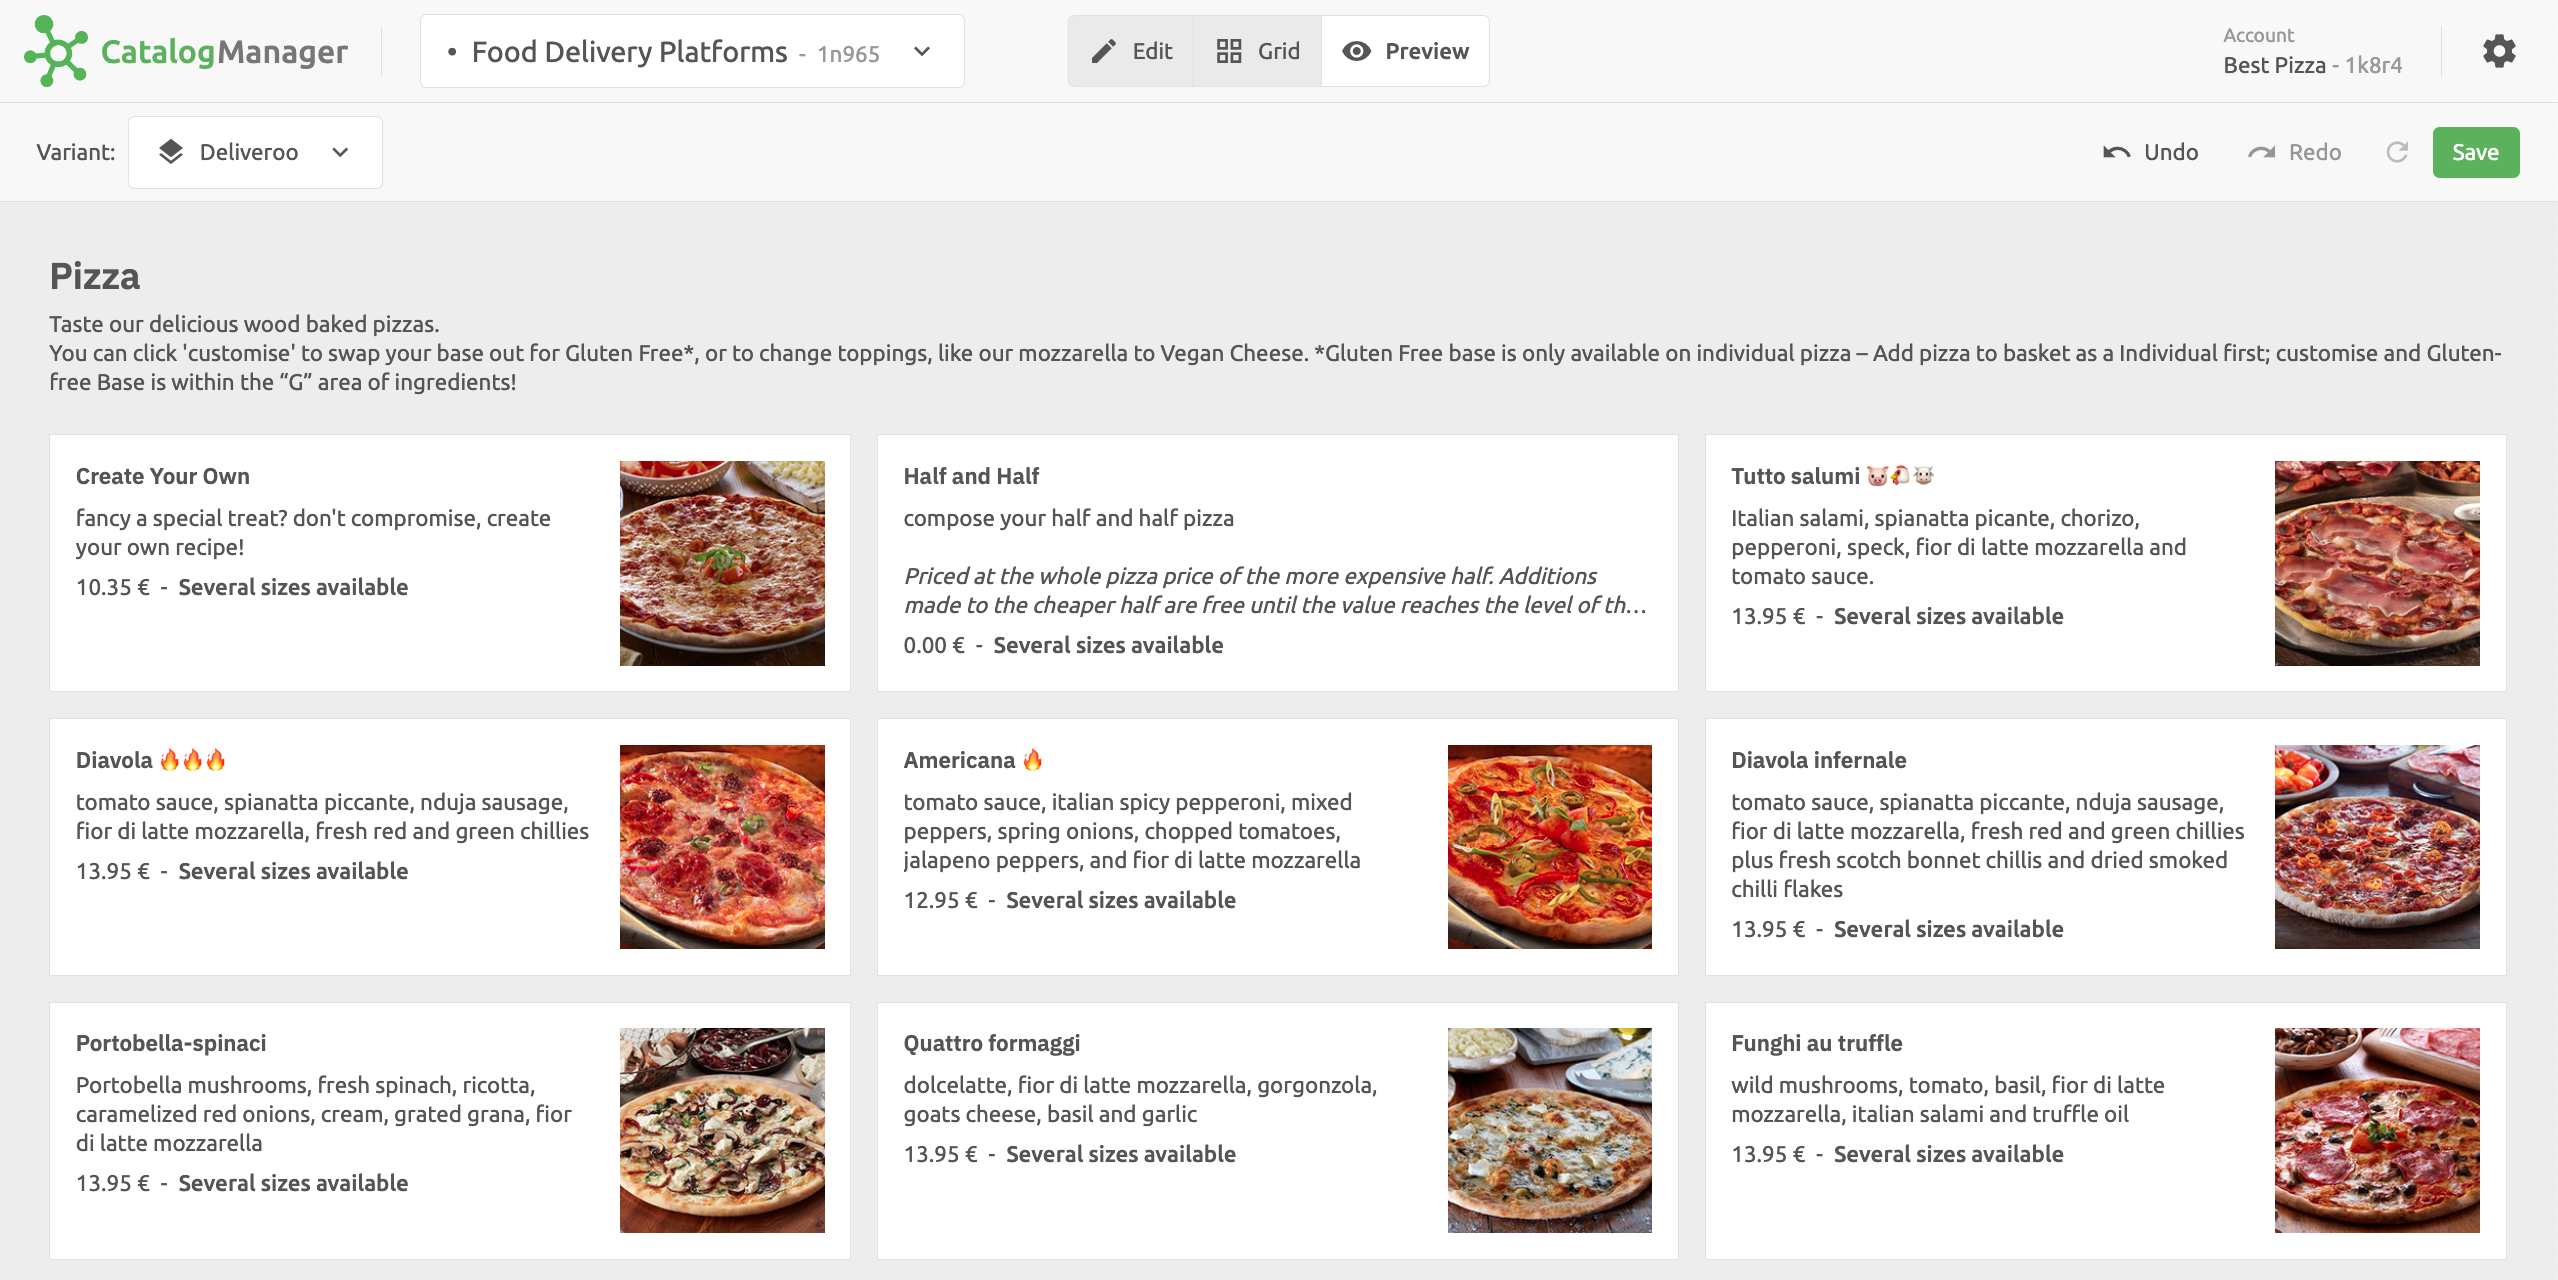 CatalogManager
• Food Delivery Platforms - 1n965
Edit
Grid
Preview
Account
Best Pizza - 1k8r4
Variant:
Deliveroo
Undo
Redo
Save
Pizza
Taste our delicious wood baked pizzas.
You can click 'customise' to swap your base out for Gluten Free*, or to change toppings, like our mozzarella to Vegan Cheese. *Gluten Free base is only available on individual pizza – Add pizza to basket as a Individual first; customise and Gluten-
free Base is within the “G” area of ingredients!
Create Your Own
fancy a special treat? don't compromise, create
your own recipe!
10.35 € - Several sizes available
Half and Half
compose your half and half pizza
Priced at the whole pizza price of the more expensive half. Additions
made to the cheaper half are free until the value reaches the level of th…
0.00 € - Several sizes available
Tutto salumi 🐷🐔🐮
Italian salami, spianatta picante, chorizo,
pepperoni, speck, fior di latte mozzarella and
tomato sauce.
13.95 € - Several sizes available
Diavola 🔥🔥🔥
tomato sauce, spianatta piccante, nduja sausage,
fior di latte mozzarella, fresh red and green chillies
13.95 € - Several sizes available
Americana 🔥
tomato sauce, italian spicy pepperoni, mixed
peppers, spring onions, chopped tomatoes,
jalapeno peppers, and fior di latte mozzarella
12.95 € - Several sizes available
Diavola infernale
tomato sauce, spianatta piccante, nduja sausage,
fior di latte mozzarella, fresh red and green chillies
plus fresh scotch bonnet chillis and dried smoked
chilli flakes
13.95 € - Several sizes available
Portobella-spinaci
Portobella mushrooms, fresh spinach, ricotta,
caramelized red onions, cream, grated grana, fior
di latte mozzarella
13.95 € - Several sizes available
Quattro formaggi
dolcelatte, fior di latte mozzarella, gorgonzola,
goats cheese, basil and garlic
13.95 € - Several sizes available
Funghi au truffle
wild mushrooms, tomato, basil, fior di latte
mozzarella, italian salami and truffle oil
13.95 € - Several sizes available